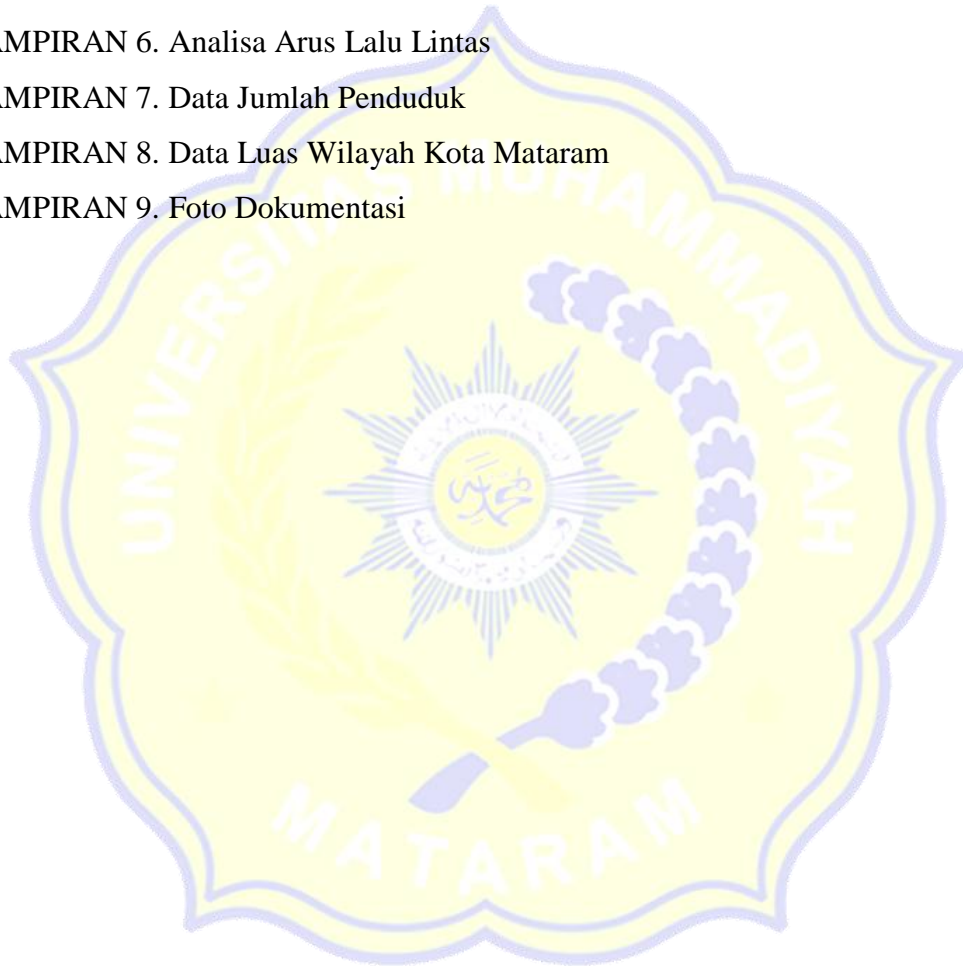 AMPIRAN 6. Analisa Arus Lalu Lintas
AMPIRAN 7. Data Jumlah Penduduk
AMPIRAN 8. Data Luas Wilayah Kota Mataram
AMPIRAN 9. Foto Dokumentasi
UNIVERSITAS MUHAMMADIYAH
MATARAM